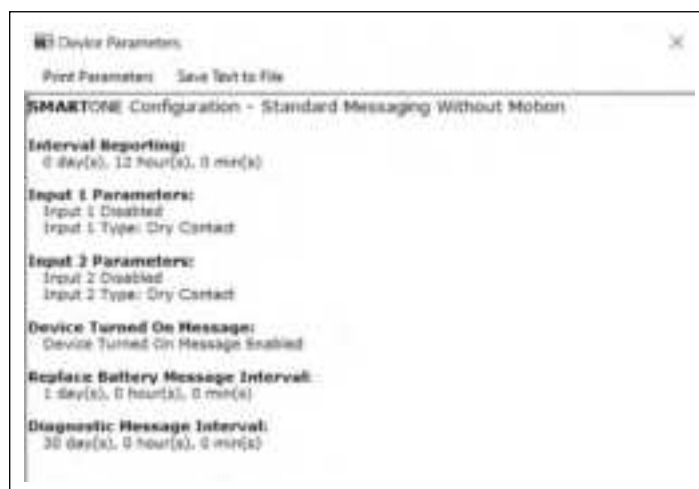 Device Parameters
Print Parameters Save Text to File
SMARTONE Configuration - Standard Messaging Without Motion
Interval Reporting:
0 day(s), 12 hour(s), 0 min(s)
Input 1 Parameters:
Input 1 Disabled
Input 1 Type: Dry Contact
Input 2 Parameters:
Input 2 Disabled
Input 2 Type: Dry Contact
Device Turned On Message:
Device Turned On Message Enabled
Replace Battery Message Interval:
1 day(s), 0 hour(s), 0 min(s)
Diagnostic Message Interval:
30 day(s), 0 hour(s), 0 min(s)